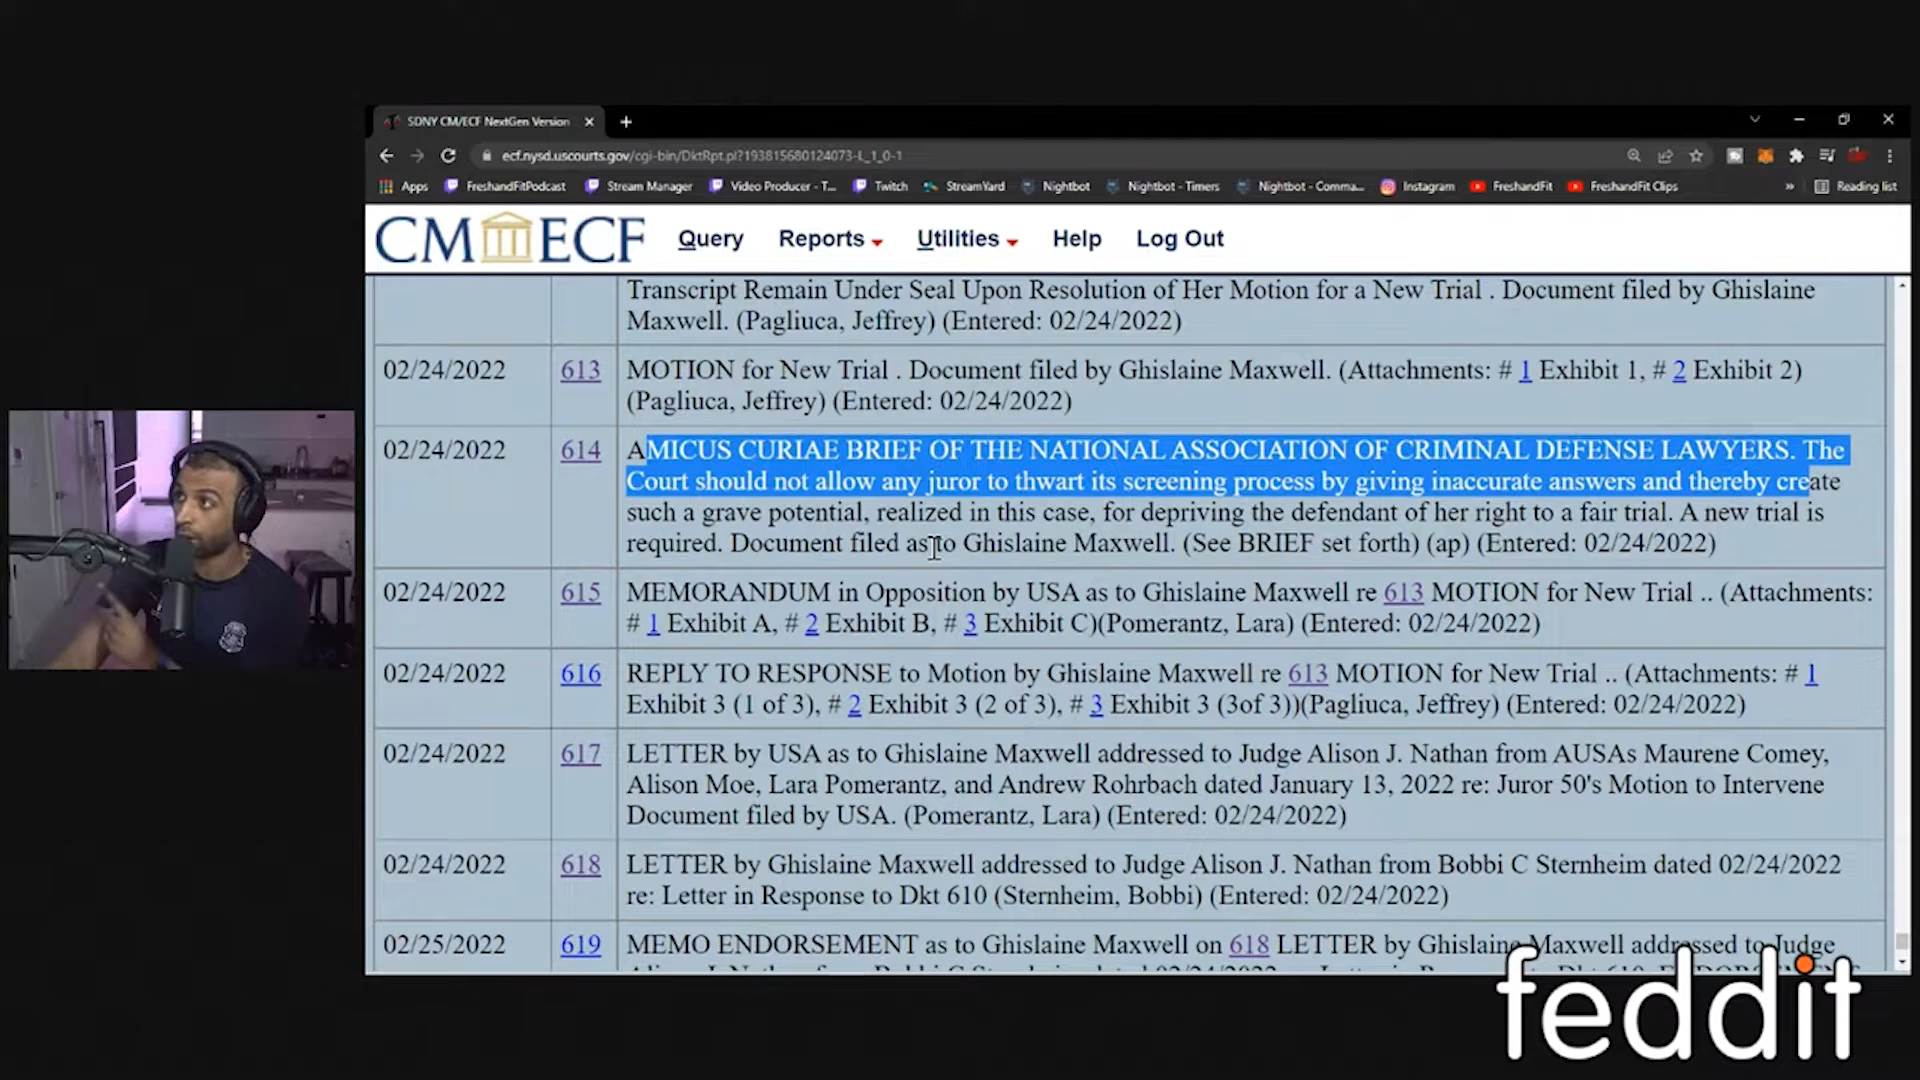 SDNY CM/ECF NextGen Version
ecf.nysd.uscourts.gov/cgi-bin/DktRpt.pl?193815680124073-L_1_0-1
Apps FreshandFitPodcast Stream Manager Video Producer - T... Twitch StreamYard Nightbot Nightbot - Timers Nightbot - Comma... Instagram FreshandFit FreshandFit Clips » Reading list
CM ECF Query Reports Utilities Help Log Out
Transcript Remain Under Seal Upon Resolution of Her Motion for a New Trial . Document filed by Ghislaine
Maxwell. (Pagliuca, Jeffrey) (Entered: 02/24/2022)
02/24/2022 613 MOTION for New Trial . Document filed by Ghislaine Maxwell. (Attachments: # 1 Exhibit 1, # 2 Exhibit 2)
(Pagliuca, Jeffrey) (Entered: 02/24/2022)
02/24/2022 614 AMICUS CURIAE BRIEF OF THE NATIONAL ASSOCIATION OF CRIMINAL DEFENSE LAWYERS. The
Court should not allow any juror to thwart its screening process by giving inaccurate answers and thereby create
such a grave potential, realized in this case, for depriving the defendant of her right to a fair trial. A new trial is
required. Document filed as to Ghislaine Maxwell. (See BRIEF set forth) (ap) (Entered: 02/24/2022)
02/24/2022 615 MEMORANDUM in Opposition by USA as to Ghislaine Maxwell re 613 MOTION for New Trial .. (Attachments:
# 1 Exhibit A, # 2 Exhibit B, # 3 Exhibit C)(Pomerantz, Lara) (Entered: 02/24/2022)
02/24/2022 616 REPLY TO RESPONSE to Motion by Ghislaine Maxwell re 613 MOTION for New Trial .. (Attachments: # 1
Exhibit 3 (1 of 3), # 2 Exhibit 3 (2 of 3), # 3 Exhibit 3 (3of 3))(Pagliuca, Jeffrey) (Entered: 02/24/2022)
02/24/2022 617 LETTER by USA as to Ghislaine Maxwell addressed to Judge Alison J. Nathan from AUSAs Maurene Comey,
Alison Moe, Lara Pomerantz, and Andrew Rohrbach dated January 13, 2022 re: Juror 50's Motion to Intervene
Document filed by USA. (Pomerantz, Lara) (Entered: 02/24/2022)
02/24/2022 618 LETTER by Ghislaine Maxwell addressed to Judge Alison J. Nathan from Bobbi C Sternheim dated 02/24/2022
re: Letter in Response to Dkt 610 (Sternheim, Bobbi) (Entered: 02/24/2022)
02/25/2022 619 MEMO ENDORSEMENT as to Ghislaine Maxwell on 618 LETTER by Ghislaine Maxwell addressed to Judge
feddit